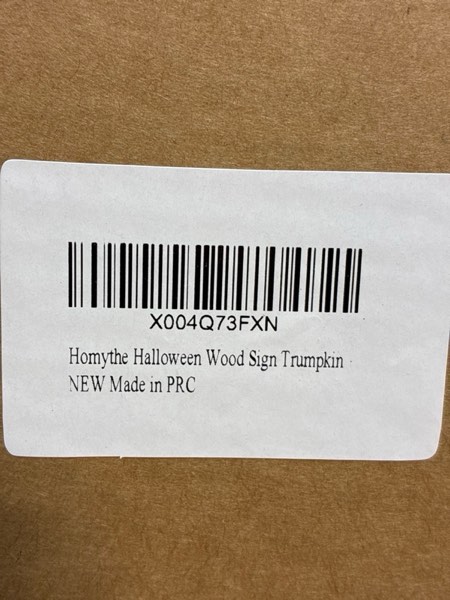 X004Q73FXN
Homythe Halloween Wood Sign Trumpkin
NEW Made in PRC